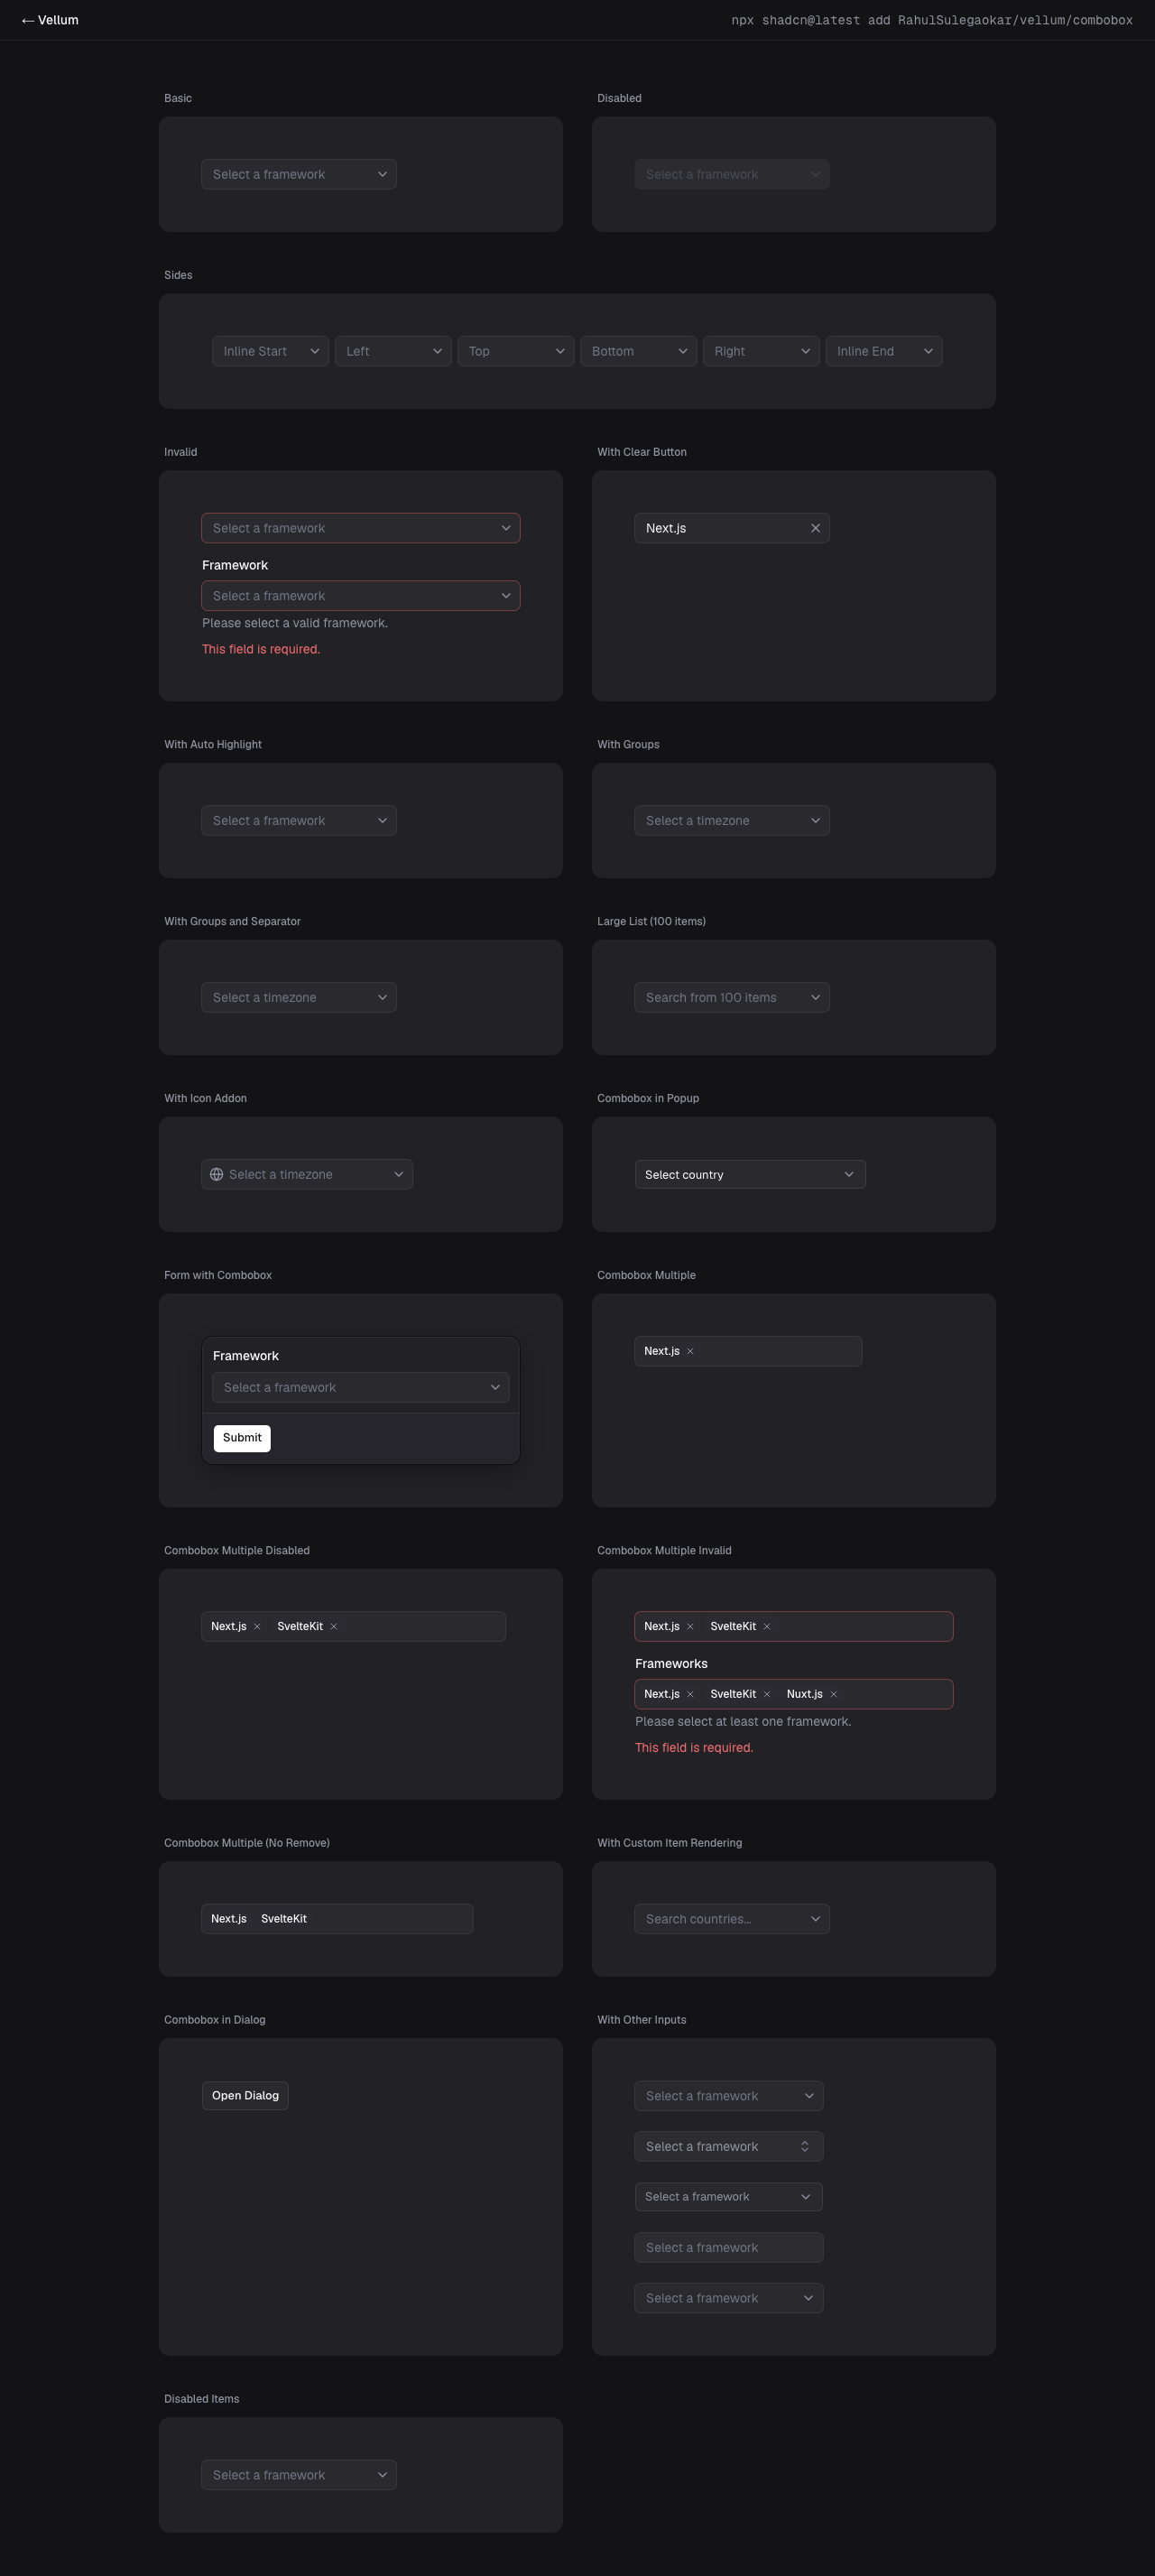 ← Vellum
npx shadcn@latest add RahulSulegaokar/vellum/combobox
Basic
Select a framework
Disabled
Select a framework
Sides
Inline Start
Left
Top
Bottom
Right
Inline End
Invalid
Select a framework
Framework
Select a framework
Please select a valid framework.
This field is required.
With Clear Button
Next.js
With Auto Highlight
Select a framework
With Groups
Select a timezone
With Groups and Separator
Select a timezone
Large List (100 items)
Search from 100 items
With Icon Addon
Select a timezone
Combobox in Popup
Select country
Form with Combobox
Framework
Select a framework
Submit
Combobox Multiple
Next.js
Combobox Multiple Disabled
Next.js SvelteKit
Combobox Multiple Invalid
Next.js SvelteKit
Frameworks
Next.js SvelteKit Nuxt.js
Please select at least one framework.
This field is required.
Combobox Multiple (No Remove)
Next.js SvelteKit
With Custom Item Rendering
Search countries...
Combobox in Dialog
Open Dialog
With Other Inputs
Select a framework
Select a framework
Select a framework
Select a framework
Select a framework
Disabled Items
Select a framework